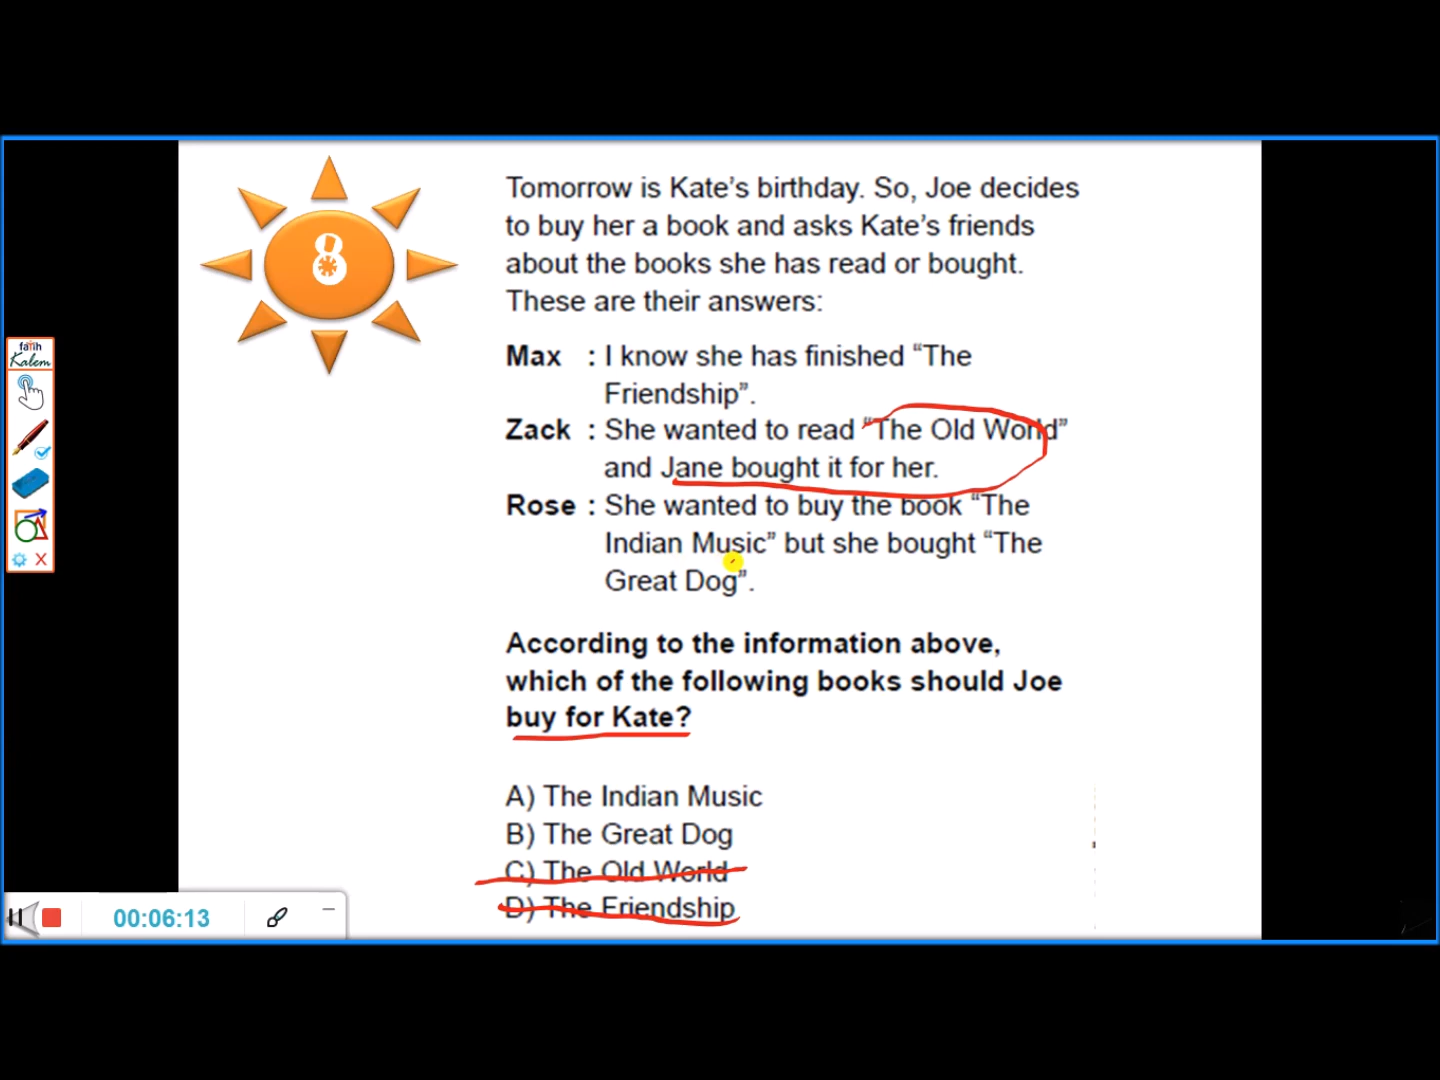 8
Tomorrow is Kate’s birthday. So, Joe decides
to buy her a book and asks Kate’s friends
about the books she has read or bought.
These are their answers:
Max : I know she has finished “The
Friendship”.
Zack : She wanted to read “The Old World”
and Jane bought it for her.
Rose : She wanted to buy the book “The
Indian Music” but she bought “The
Great Dog”.
According to the information above,
which of the following books should Joe
buy for Kate?
A) The Indian Music
B) The Great Dog
C) The Old World
D) The Friendship
fatih
Kalem
00:06:13